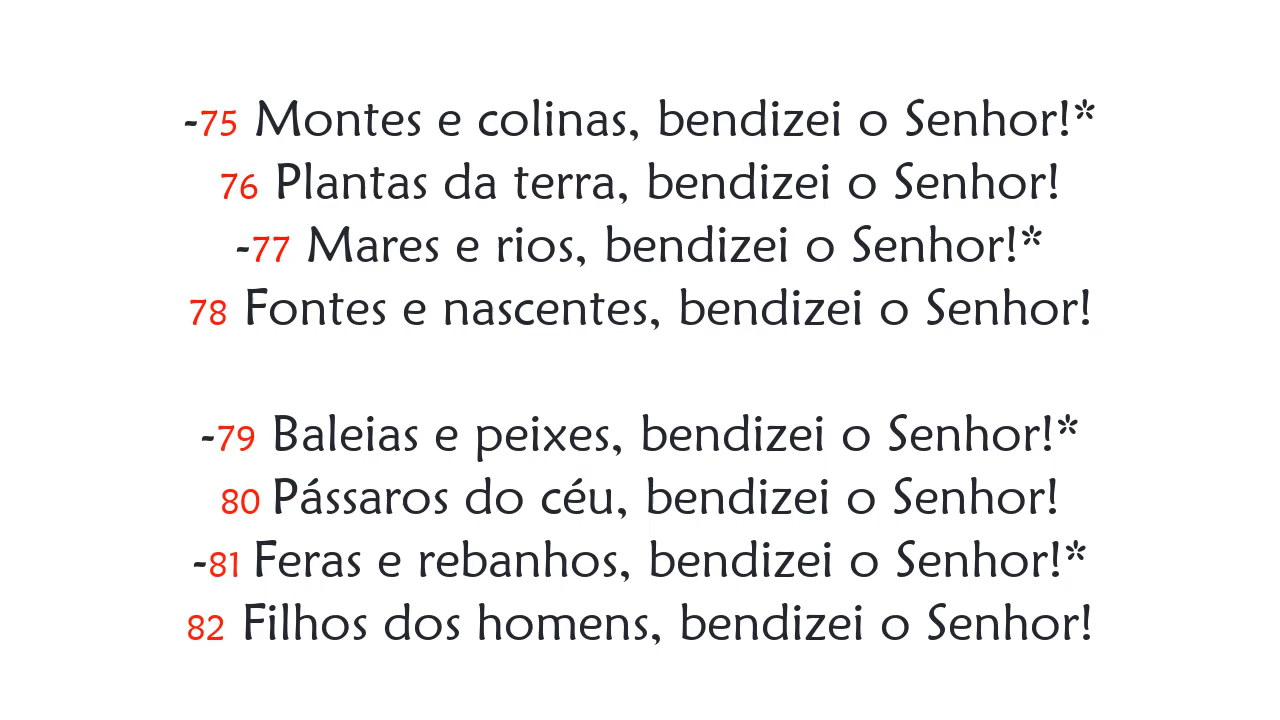 -75 Montes e colinas, bendizei o Senhor!*
76 Plantas da terra, bendizei o Senhor!
-77 Mares e rios, bendizei o Senhor!*
78 Fontes e nascentes, bendizei o Senhor!
-79 Baleias e peixes, bendizei o Senhor!*
80 Pássaros do céu, bendizei o Senhor!
-81 Feras e rebanhos, bendizei o Senhor!*
82 Filhos dos homens, bendizei o Senhor!